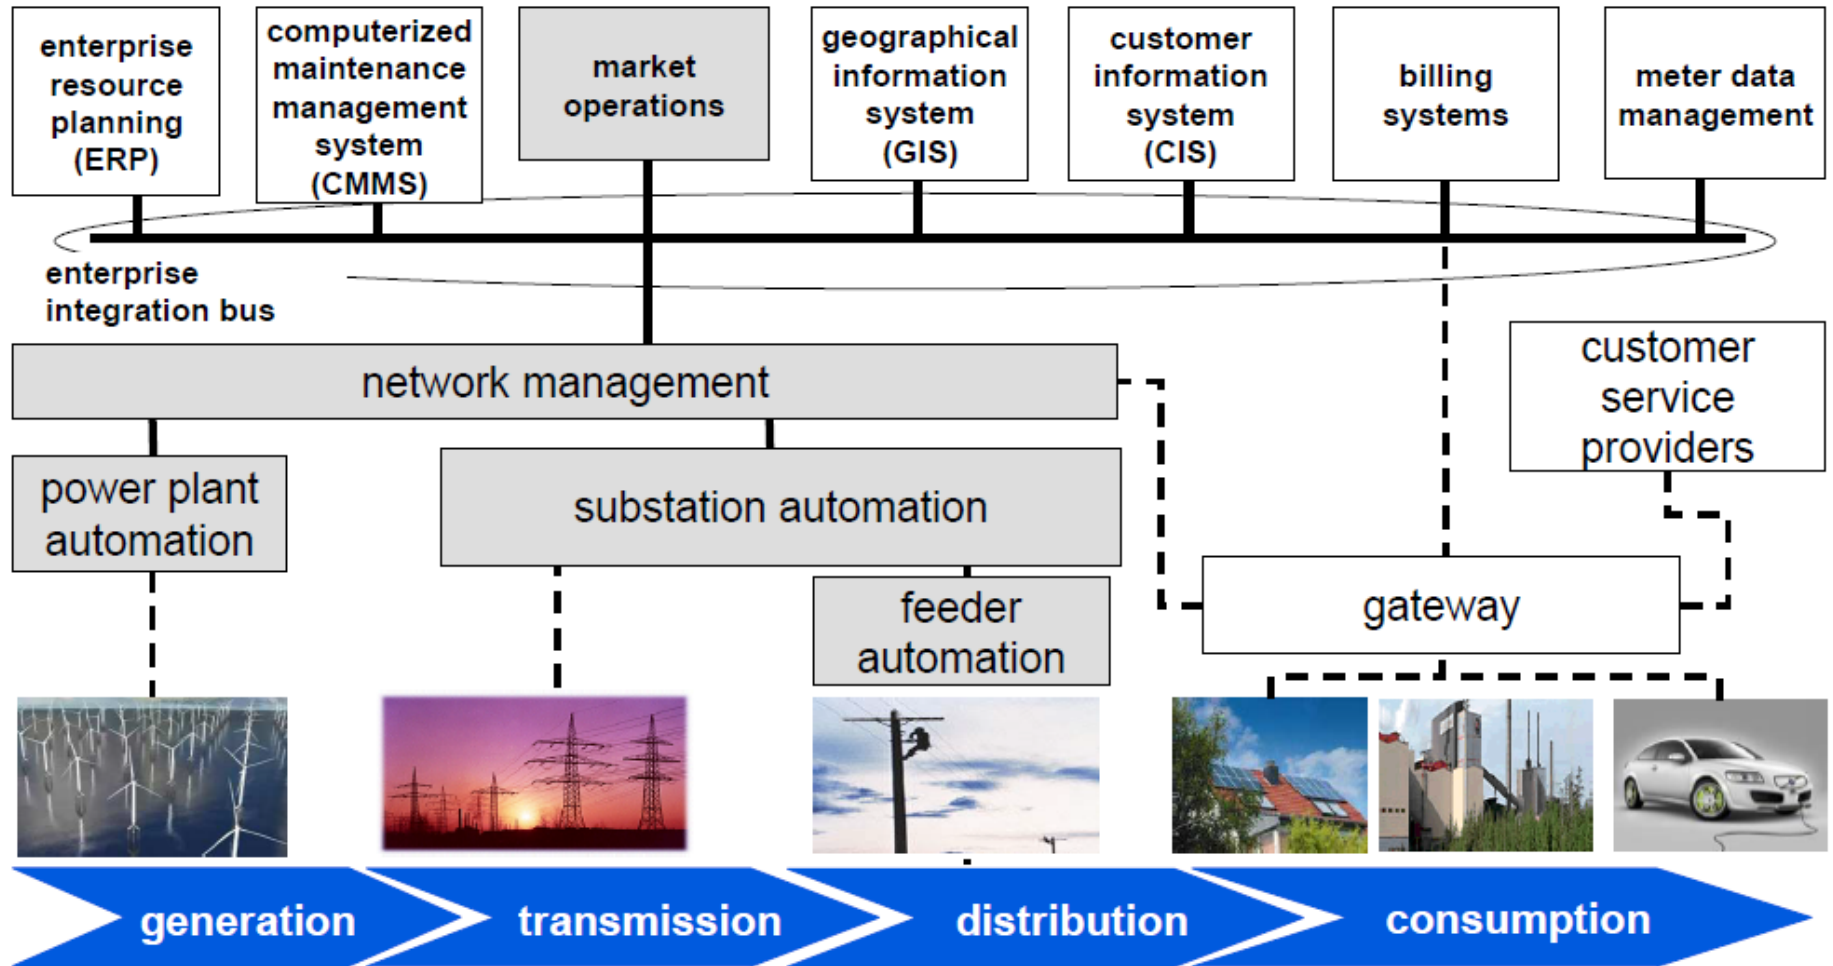 enterprise
resource
planning
(ERP)
computerized
maintenance
management
system
(CMMS)
market
operations
geographical
information
system
(GIS)
customer
information
system
(CIS)
billing
systems
meter data
management
enterprise
integration bus
network management
customer
service
providers
power plant
automation
substation automation
feeder
automation
gateway
generation
transmission
distribution
consumption